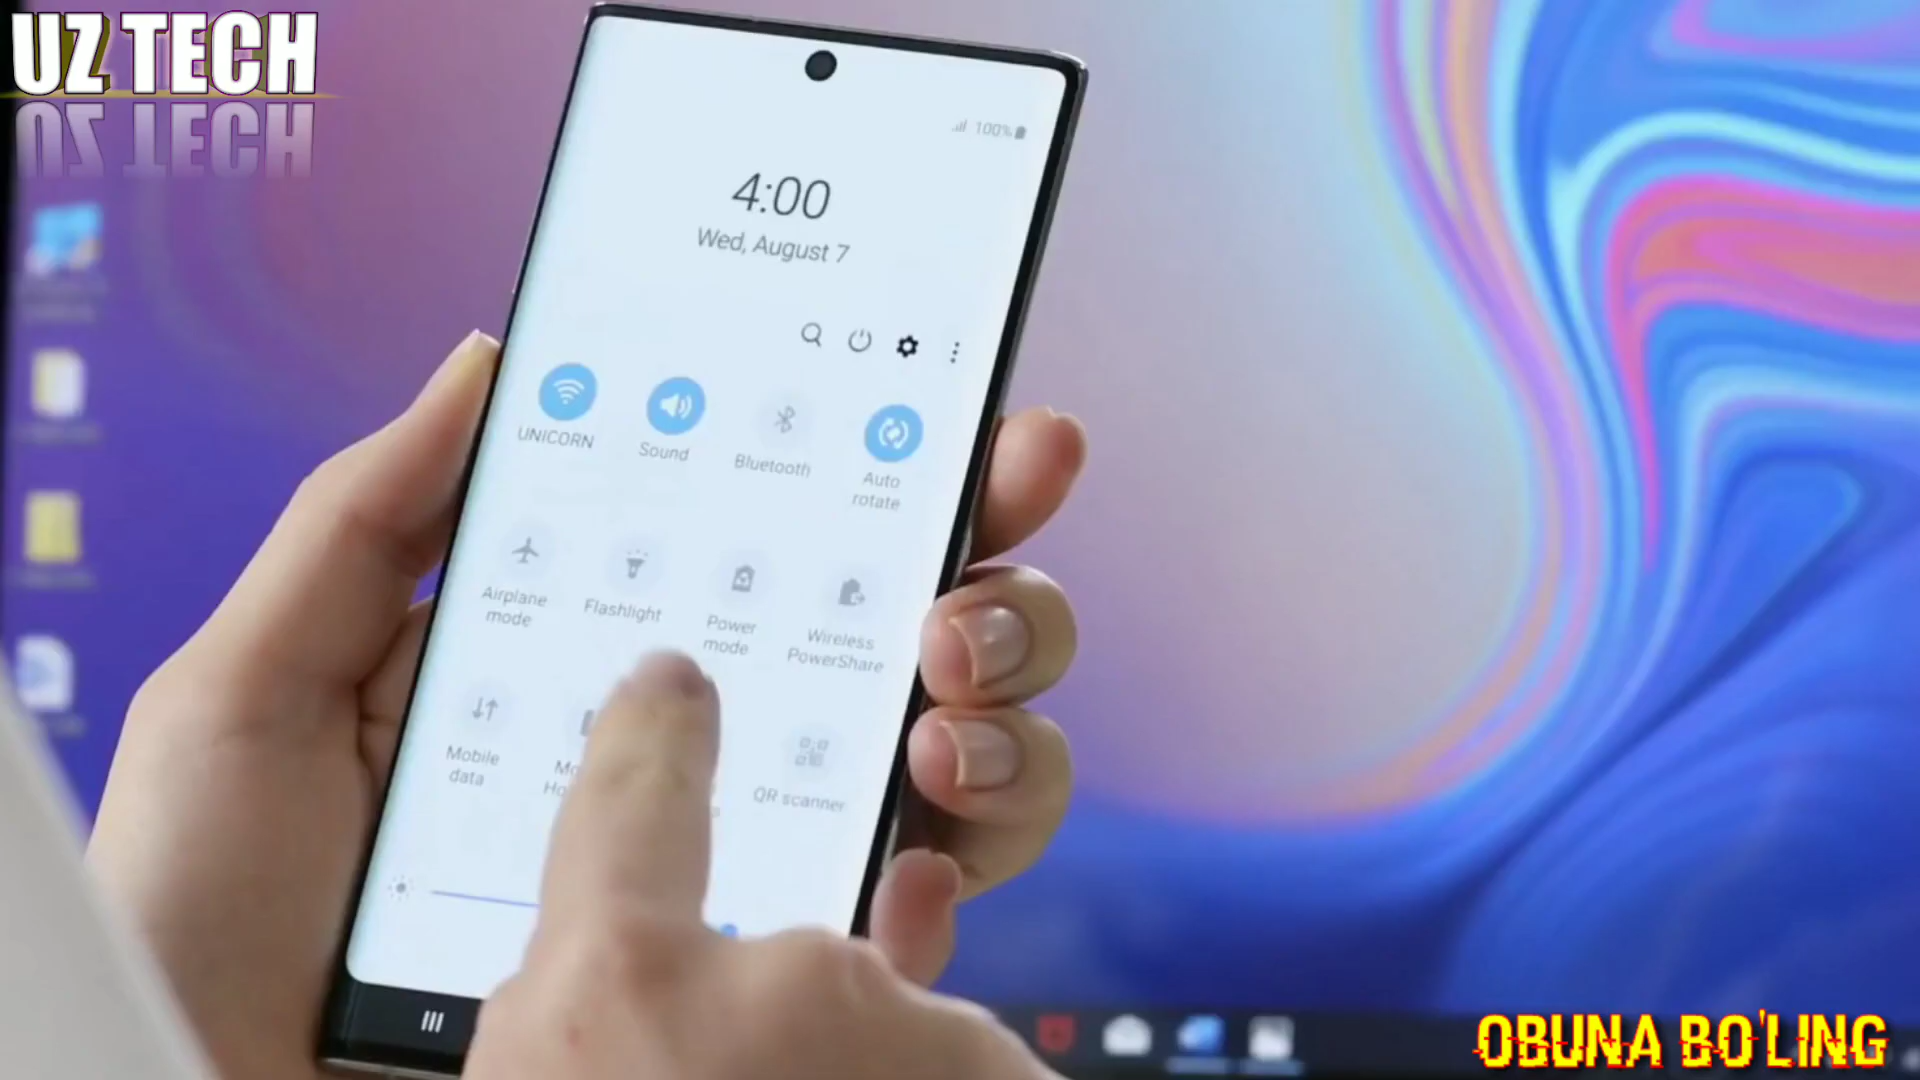 UZ TECH
100%
4:00
Wed, August 7
UNICORN
Sound
Bluetooth
Auto
rotate
Airplane
mode
Flashlight
Power
mode
Wireless
PowerShare
Mobile
data
QR scanner
OBUNA BO'LING